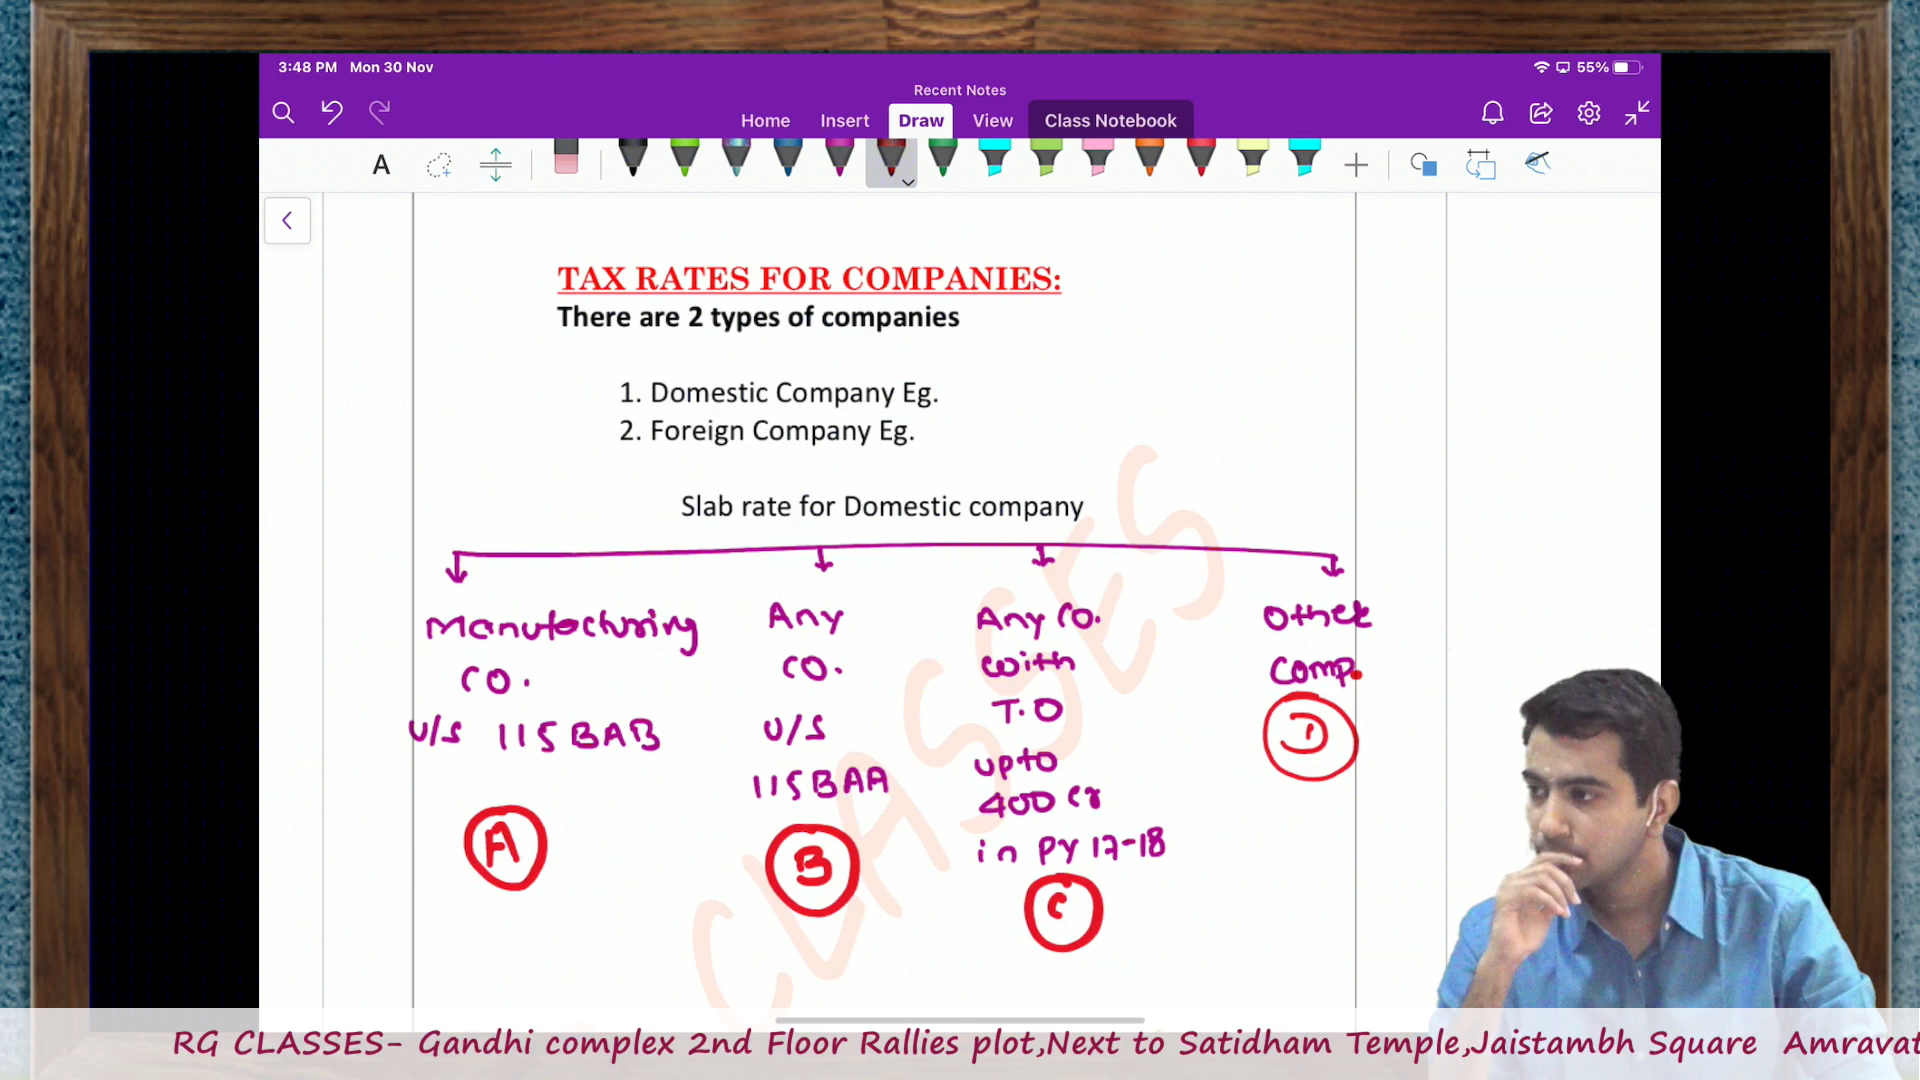 3:48 PM Mon 30 Nov
55%
Recent Notes
Home Insert Draw View Class Notebook
A
TAX RATES FOR COMPANIES:
There are 2 types of companies
1. Domestic Company Eg.
2. Foreign Company Eg.
Slab rate for Domestic company
Manufacturing
CO.
U/S 115 BAB
A
Any
CO.
U/S
115BAA
B
Any CO.
with
T.O
upto
400 cr
in PY 17-18
C
Other
Comp.
D
CLASSES
RG CLASSES- Gandhi complex 2nd Floor Rallies plot,Next to Satidham Temple,Jaistambh Square Amravat